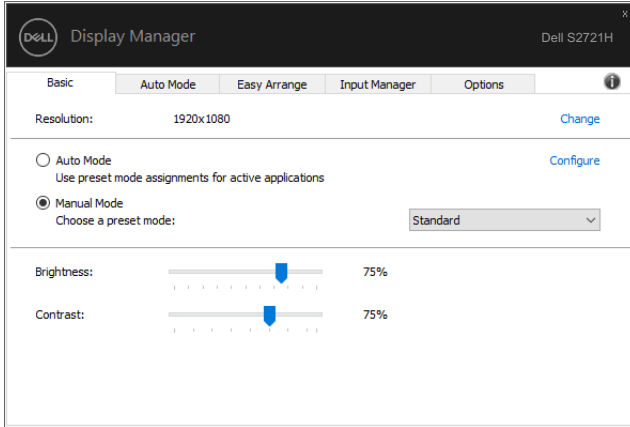 DELL Display Manager
x
Dell S2721H
Basic Auto Mode Easy Arrange Input Manager Options i
Resolution: 1920x1080 Change
Auto Mode Configure
Use preset mode assignments for active applications
Manual Mode
Choose a preset mode: Standard
Brightness: 75%
Contrast: 75%